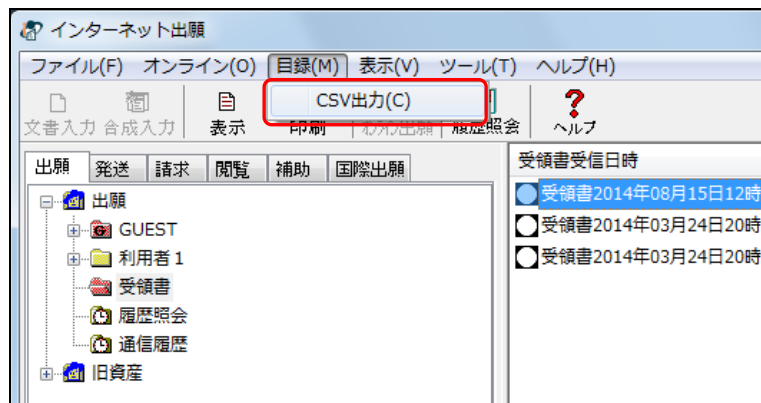 インターネット出願
ファイル(F) オンライン(O) 目録(M) 表示(V) ツール(T) ヘルプ(H)
CSV出力(C)
文書入力 合成入力 表示 印刷 わわ出願 履歴照会 ヘルプ
出願 発送 請求 閲覧 補助 国際出願
受領書受信日時
出願
GUEST
利用者1
受領書
履歴照会
通信履歴
旧資産
受領書2014年08月15日12時
受領書2014年03月24日20時
受領書2014年03月24日20時